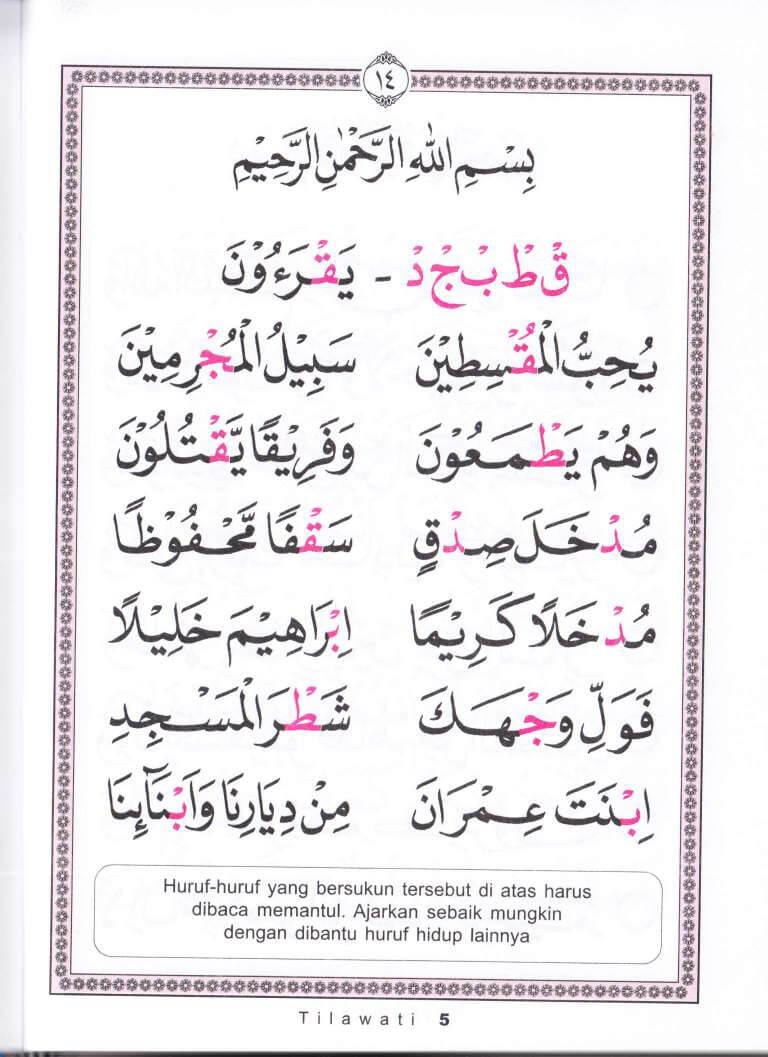 ١٤
بِسْمِ اللّٰهِ الرَّحْمٰنِ الرَّحِيْمِ
قْ طْ بْ جْ دْ - يَقْرَءُوْنَ
يُحِبُّ الْمُقْسِطِيْنَ سَبِيْلُ الْمُجْرِمِيْنَ
وَهُمْ يَطْمَعُوْنَ وَفَرِيْقًا يَّقْتُلُوْنَ
مُدْخَلَ صِدْقٍ سَقْفًا مَّحْفُوْظًا
مُدْخَلًا كَرِيْمًا اِبْرَاهِيْمَ خَلِيْلًا
فَوَلِّ وَجْهَكَ شَطْرَ الْمَسْجِدِ
اِبْنَتَ عِمْرَانَ مِنْ دِيَارِنَا وَاَبْنَآئِنَا
Huruf-huruf yang bersukun tersebut di atas harus
dibaca memantul. Ajarkan sebaik mungkin
dengan dibantu huruf hidup lainnya
Tilawati 5